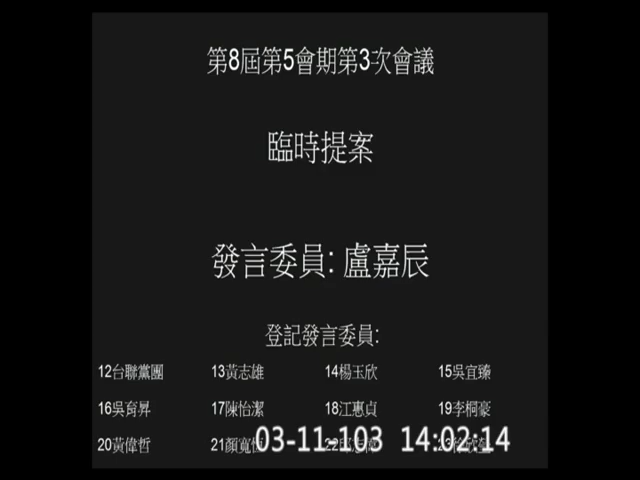 第8屆第5會期第3次會議
臨時提案
發言委員: 盧嘉辰
登記發言委員:
12台聯黨團 13黃志雄 14楊玉欣 15吳宜臻
16吳育昇 17陳怡潔 18江惠貞 19李桐豪
20黃偉哲 21顏寬
03-11-103 14:02:14